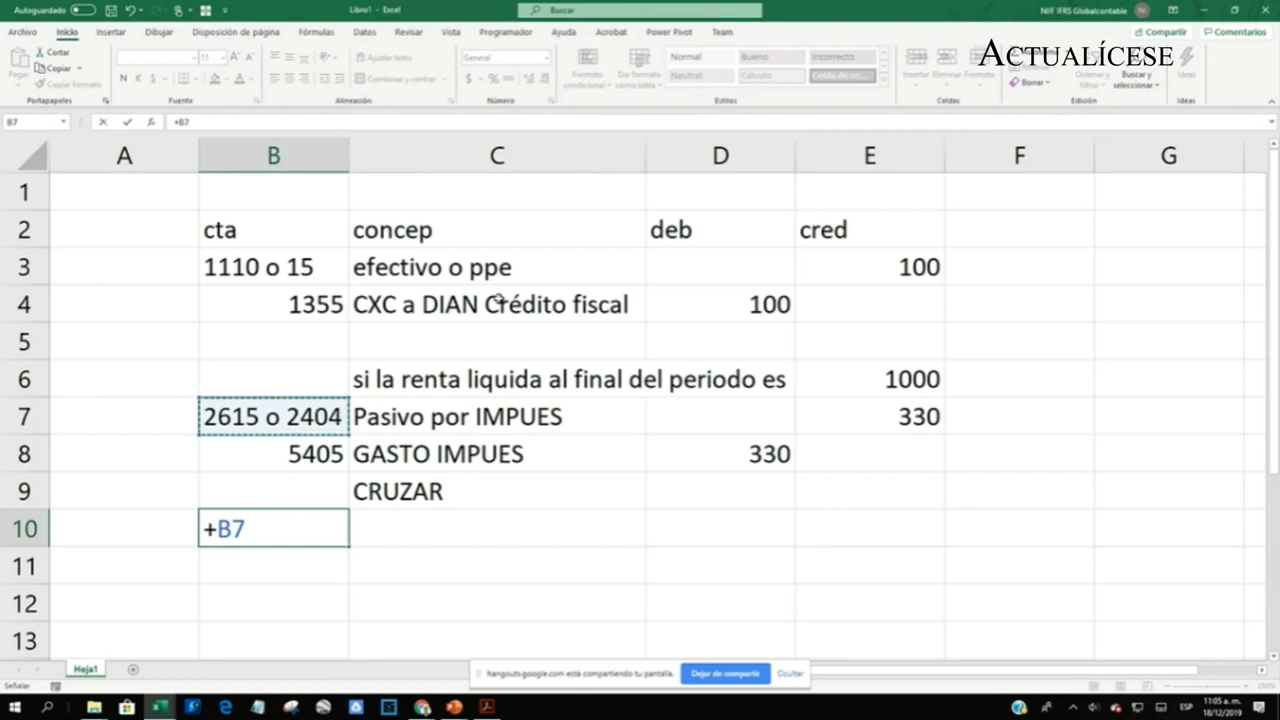 Autoguardado
Libro1 - Excel
Buscar
NIIF IFRS Globalcontable
Archivo Inicio Insertar Dibujar Disposición de página Fórmulas Datos Revisar Vista Programador Ayuda Acrobat Power Pivot Team
Compartir Comentarios
ACTUALÍCESE
Cortar
Copiar
Copiar formato
Pegar
11
Ajustar texto
Combinar y centrar
General
Formato condicional
Dar formato como tabla
Normal Bueno Incorrecto
Neutral Cálculo Celda de co...
Insertar Eliminar Formato
Borrar
Ordenar y filtrar
Buscar y seleccionar
Ideas
Portapapeles Fuente Alineación Número Estilos Celdas Edición Ideas
B7 +B7
A B C D E F G
1
2 cta concep deb cred
3 1110 o 15 efectivo o ppe 100
4 1355 CXC a DIAN Crédito fiscal 100
5
6 si la renta liquida al final del periodo es 1000
7 2615 o 2404 Pasivo por IMPUES 330
8 5405 GASTO IMPUES 330
9 CRUZAR
10 +B7
11
12
13
Hoja1
hangouts.google.com está compartiendo tu pantalla. Dejar de compartir Ocultar
Señalar
ESP
11:05 a. m.
18/12/2019